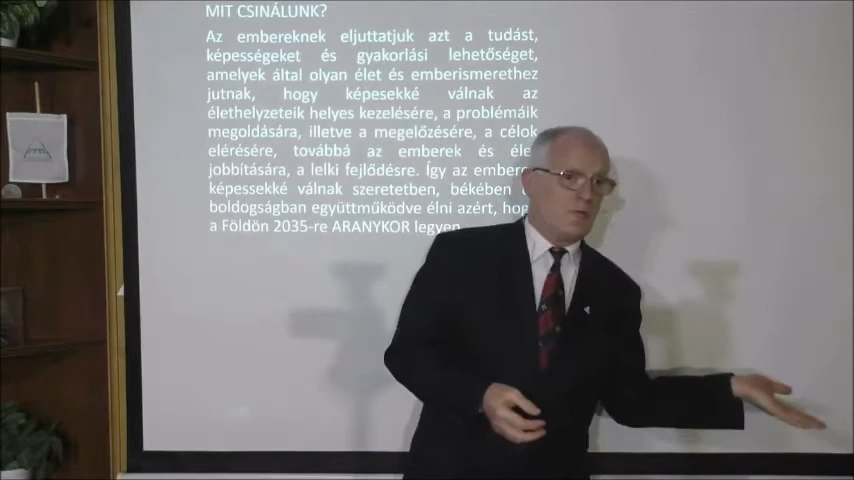 MIT CSINÁLUNK?
Az embereknek eljuttatjuk azt a tudást,
képességeket és gyakorlási lehetőséget,
amelyek által olyan élet és emberismerethez
jutnak, hogy képesekké válnak az
élethelyzeteik helyes kezelésére, a problémáik
megoldására, illetve a megelőzésére, a célok
elérésére, továbbá az emberek és
jobbítására, a lelki fejlődésre. Így az
képessekké válnak szeretetben, békében
boldogságban együttműködve élni azért,
a Földön 2035-re ARANYKOR legyen